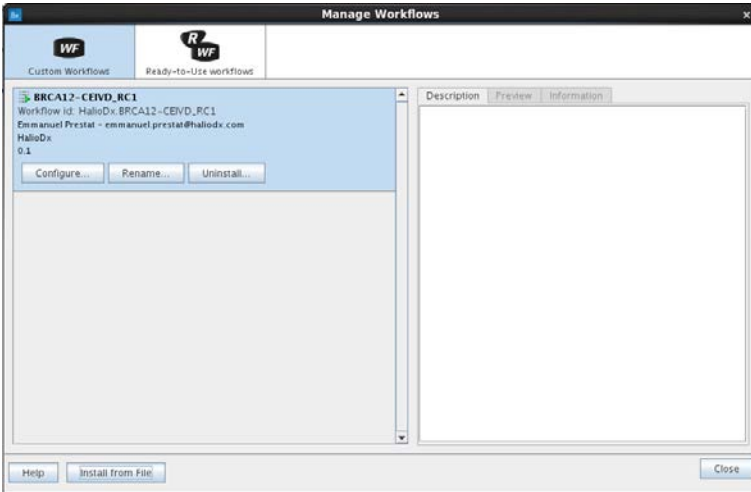 Manage Workflows
WF
R
WF
Custom Workflows
Ready-to-Use workflows
BRCA12-CEIVD_RC1
Workflow id: HalioDx.BRCA12-CEIVD_RC1
Emmanuel Prestat - emmanuel.prestat@haliodx.com
HalioDx
0.1
Configure... Rename... Uninstall...
Description Preview Information
Help Install from File Close